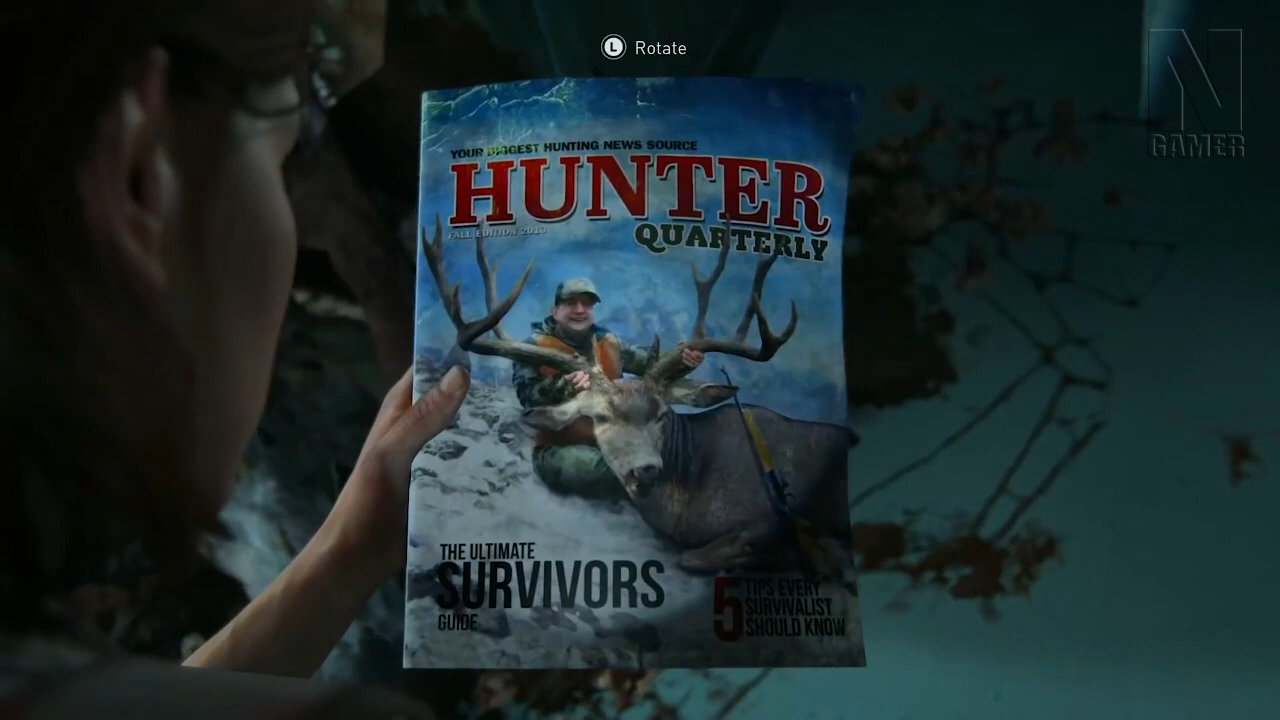 L Rotate
N
GAMER
YOUR BIGGEST HUNTING NEWS SOURCE
HUNTER
FALL EDITION 2013
QUARTERLY
THE ULTIMATE
SURVIVORS
GUIDE
5 TIPS EVERY
SURVIVALIST
SHOULD KNOW